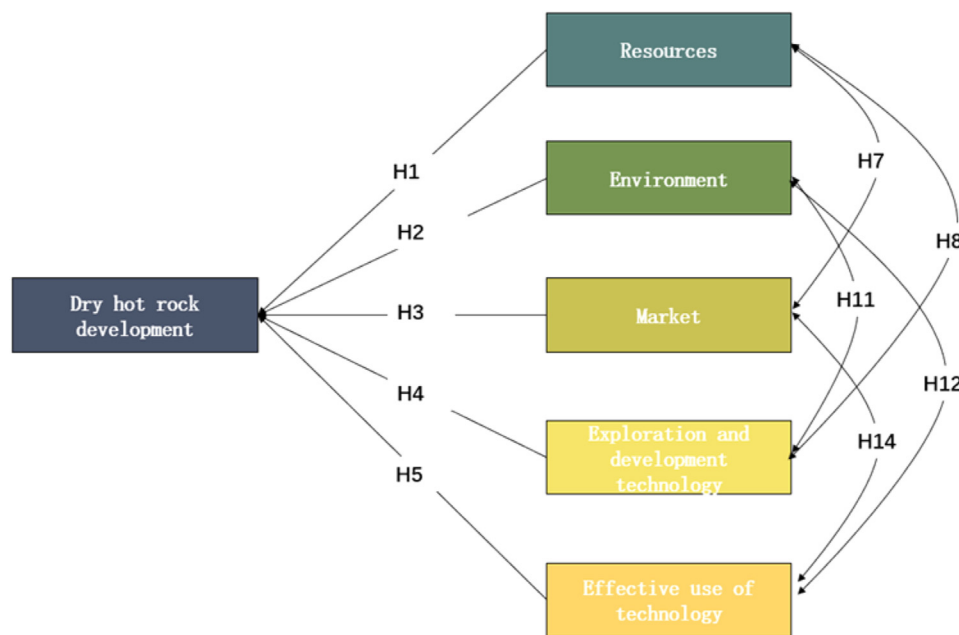 Resources
H7
H1
Environment
H2
H8
Dry hot rock
development
H3
Market
H11
H12
H4
Exploration and
development
technology
H14
H5
Effective use of
technology